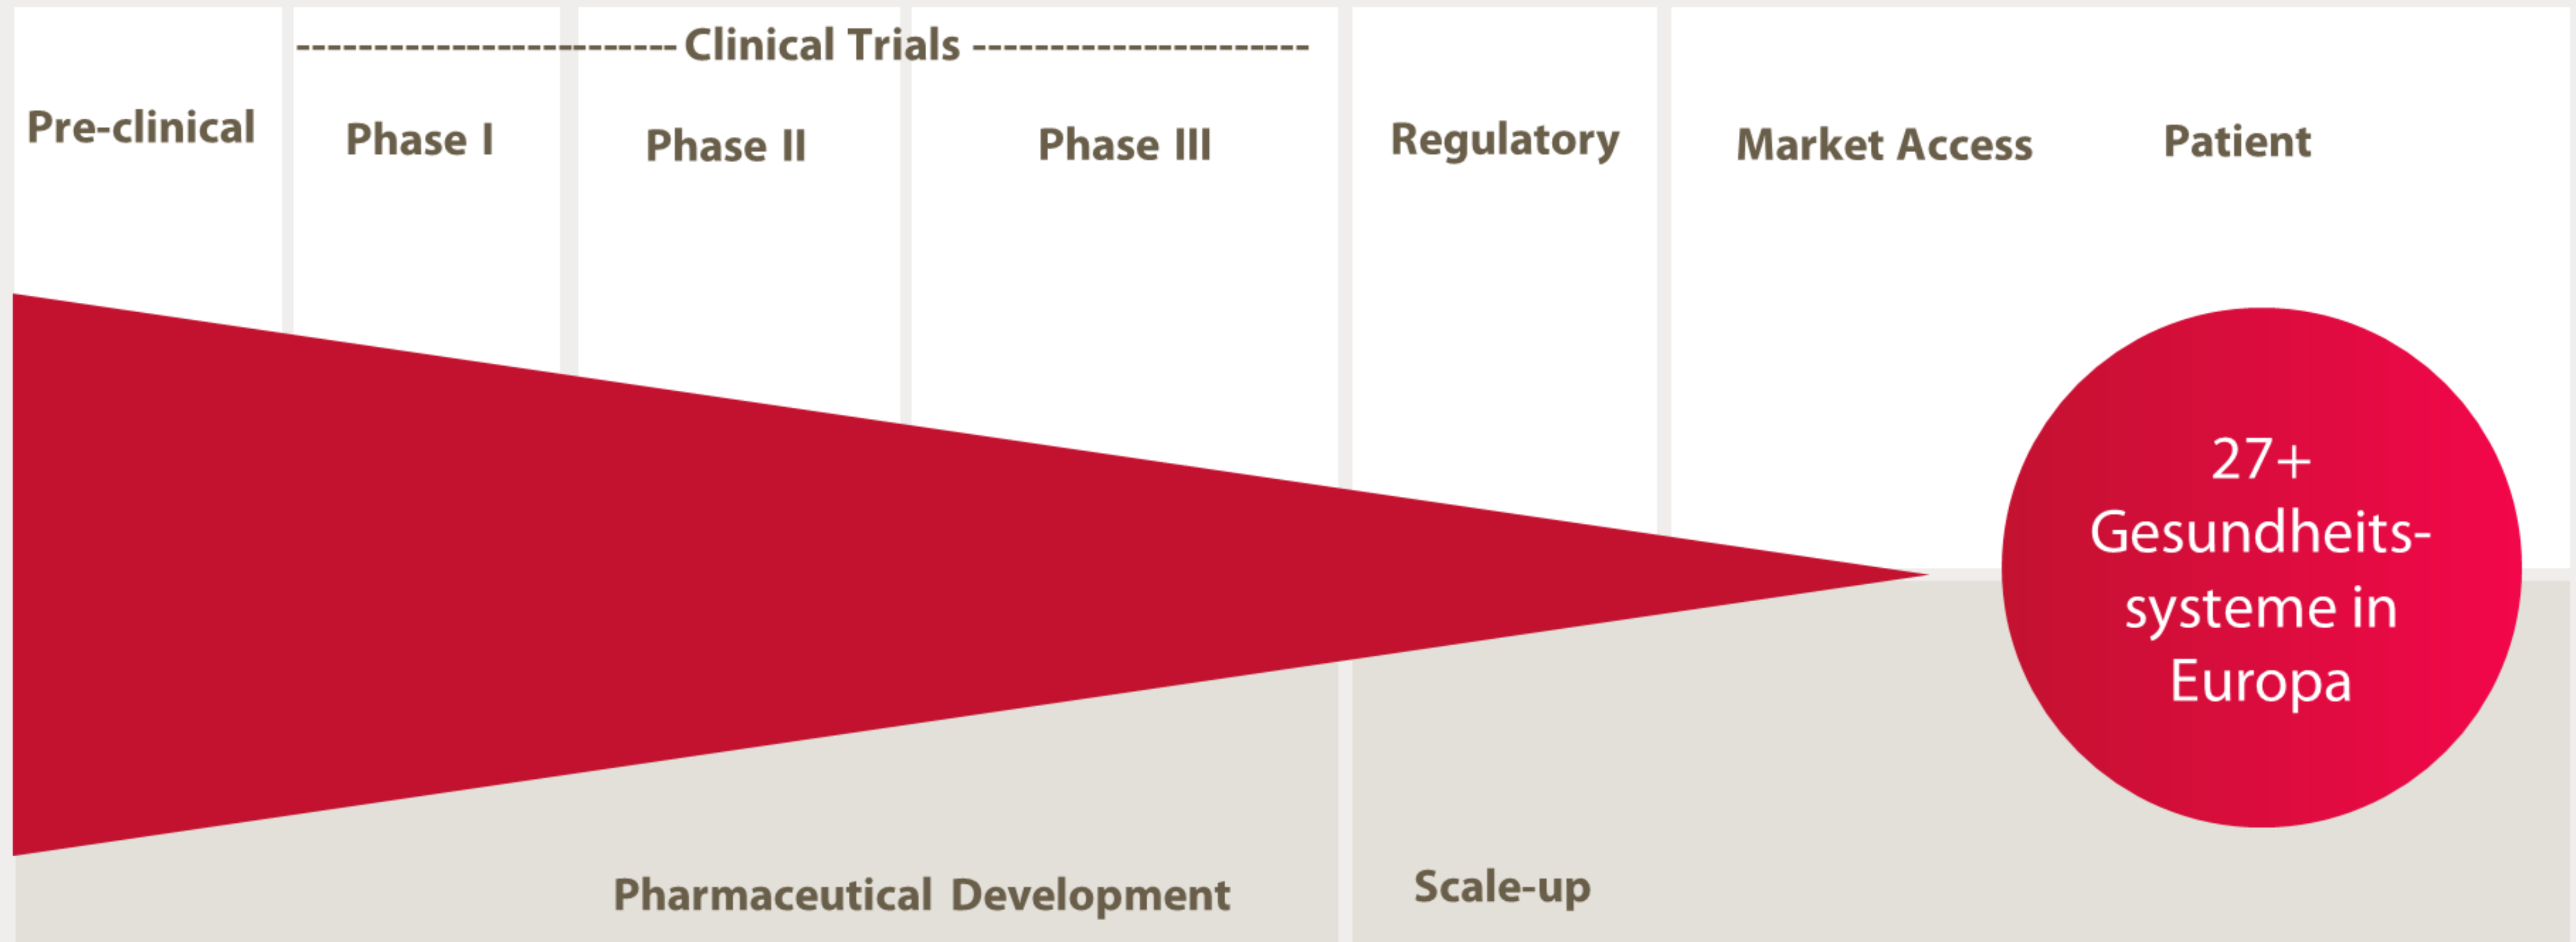 ------------------------- Clinical Trials ----------------------
Pre-clinical
Phase I
Phase II
Phase III
Regulatory
Market Access
Patient
27+
Gesundheits-
systeme in
Europa
Pharmaceutical Development
Scale-up